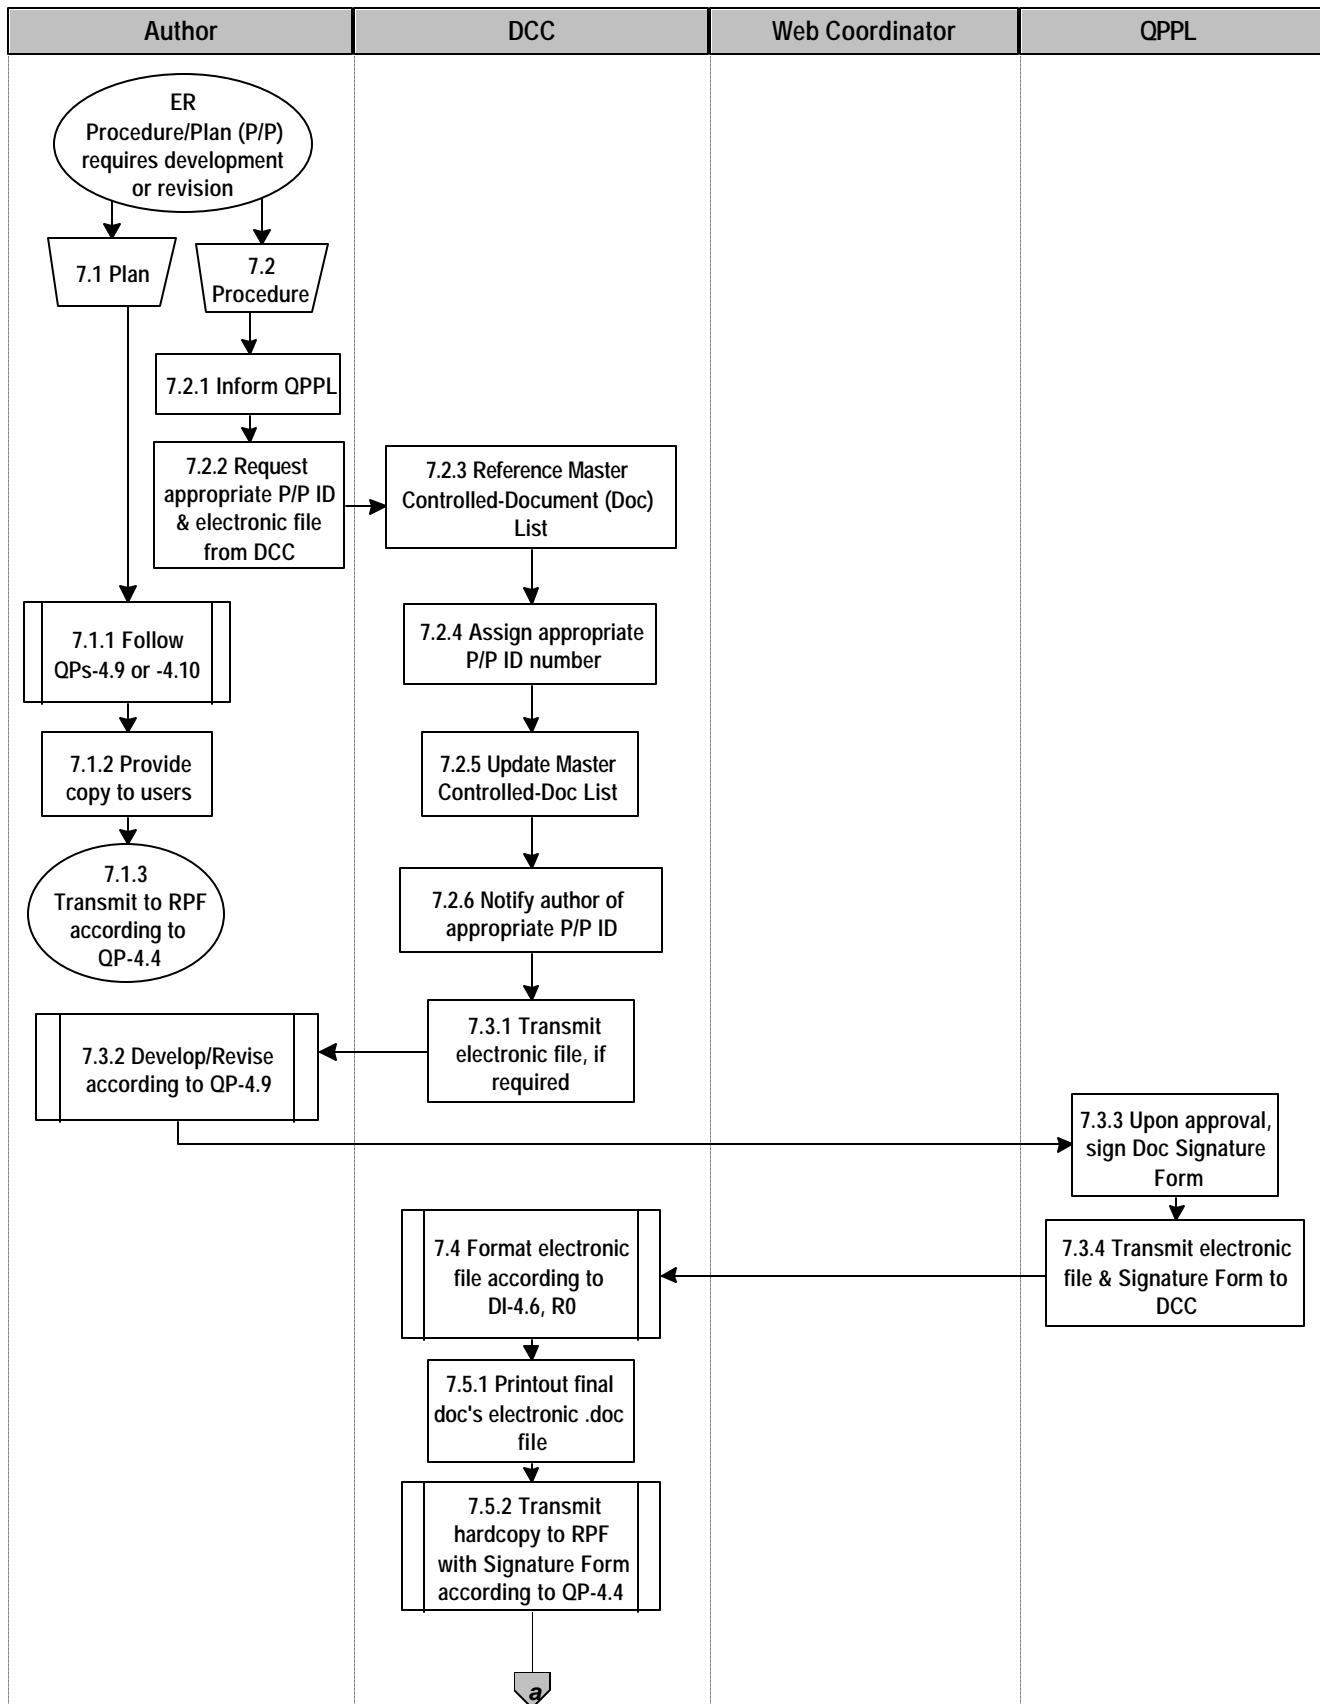 Author
DCC
Web Coordinator
QPPL
ER
Procedure/Plan (P/P)
requires development
or revision
7.1 Plan
7.2
Procedure
7.2.1 Inform QPPL
7.2.2 Request
appropriate P/P ID
& electronic file
from DCC
7.2.3 Reference Master
Controlled-Document (Doc)
List
7.1.1 Follow
QPs-4.9 or -4.10
7.2.4 Assign appropriate
P/P ID number
7.1.2 Provide
copy to users
7.2.5 Update Master
Controlled-Doc List
7.1.3
Transmit to RPF
according to
QP-4.4
7.2.6 Notify author of
appropriate P/P ID
7.3.1 Transmit
electronic file, if
required
7.3.2 Develop/Revise
according to QP-4.9
7.3.3 Upon approval,
sign Doc Signature
Form
7.3.4 Transmit electronic
file & Signature Form to
DCC
7.4 Format electronic
file according to
DI-4.6, R0
7.5.1 Printout final
doc's electronic .doc
file
7.5.2 Transmit
hardcopy to RPF
with Signature Form
according to QP-4.4
a